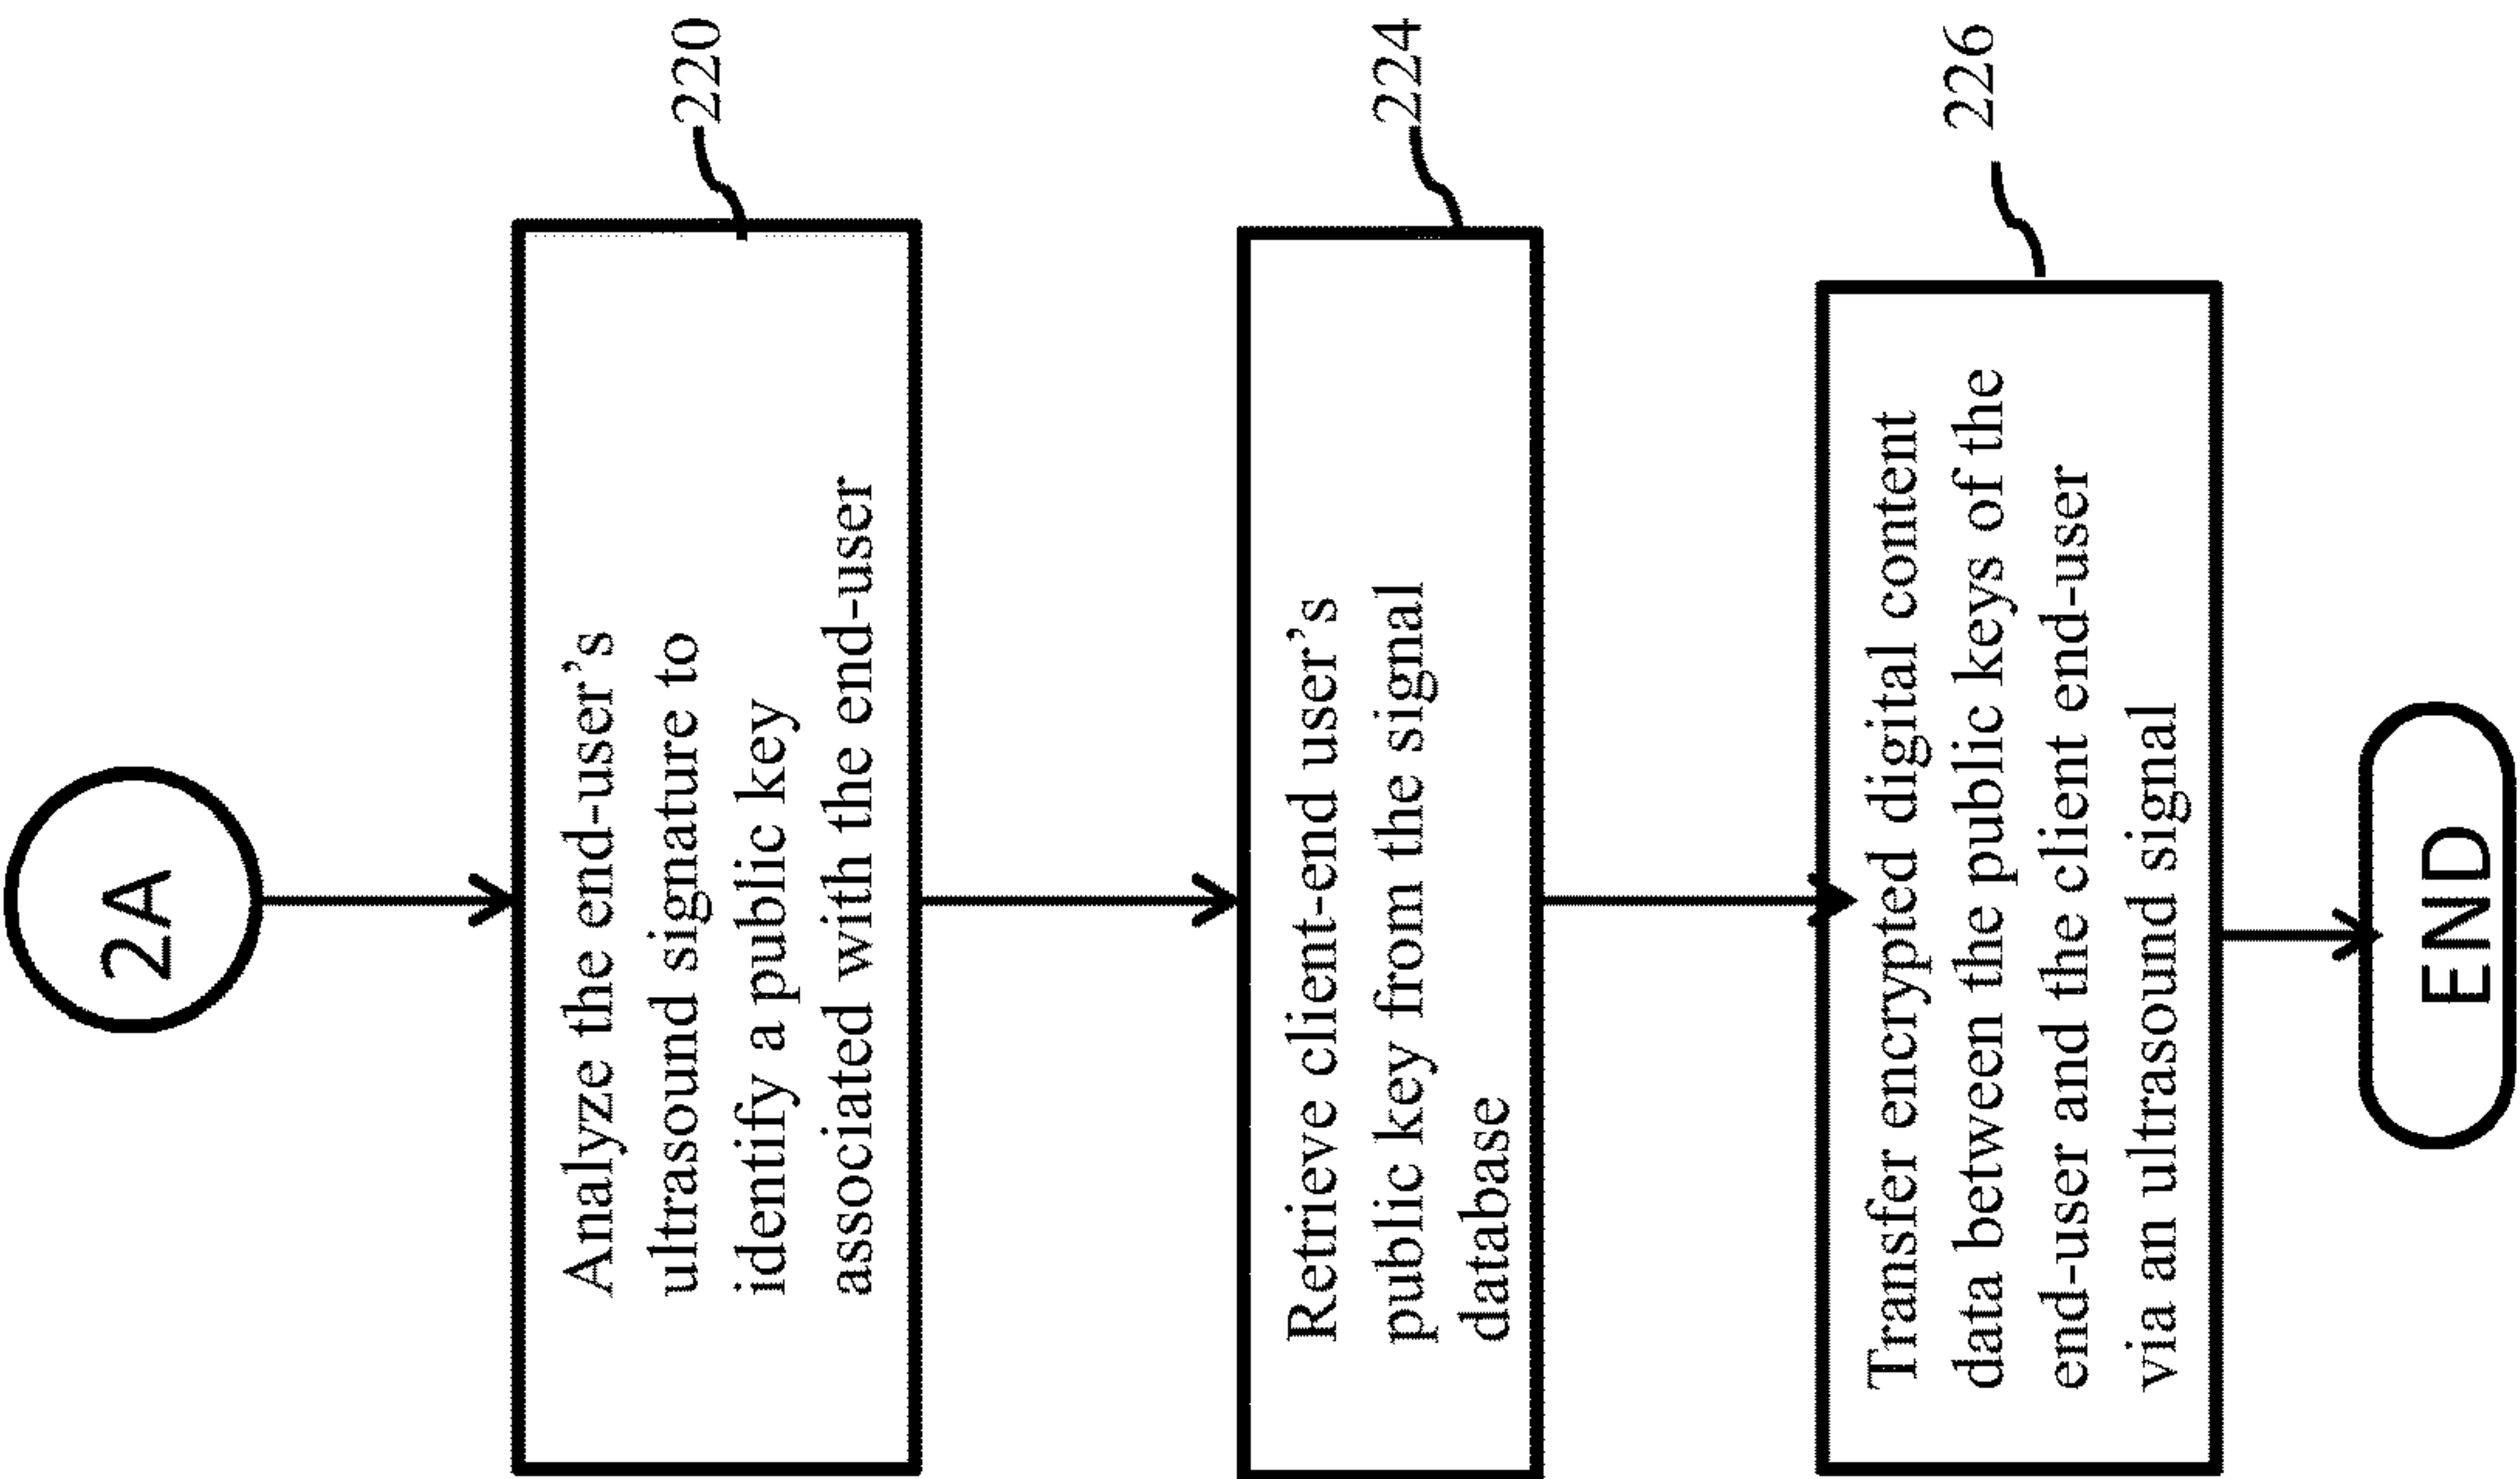 2A
220
Analyze the end-user’s
ultrasound signature to
identify a public key
associated with the end-user
224
Retrieve client-end user’s
public key from the signal
database
226
Transfer encrypted digital content
data between the public keys of the
end-user and the client end-user
via an ultrasound signal
END